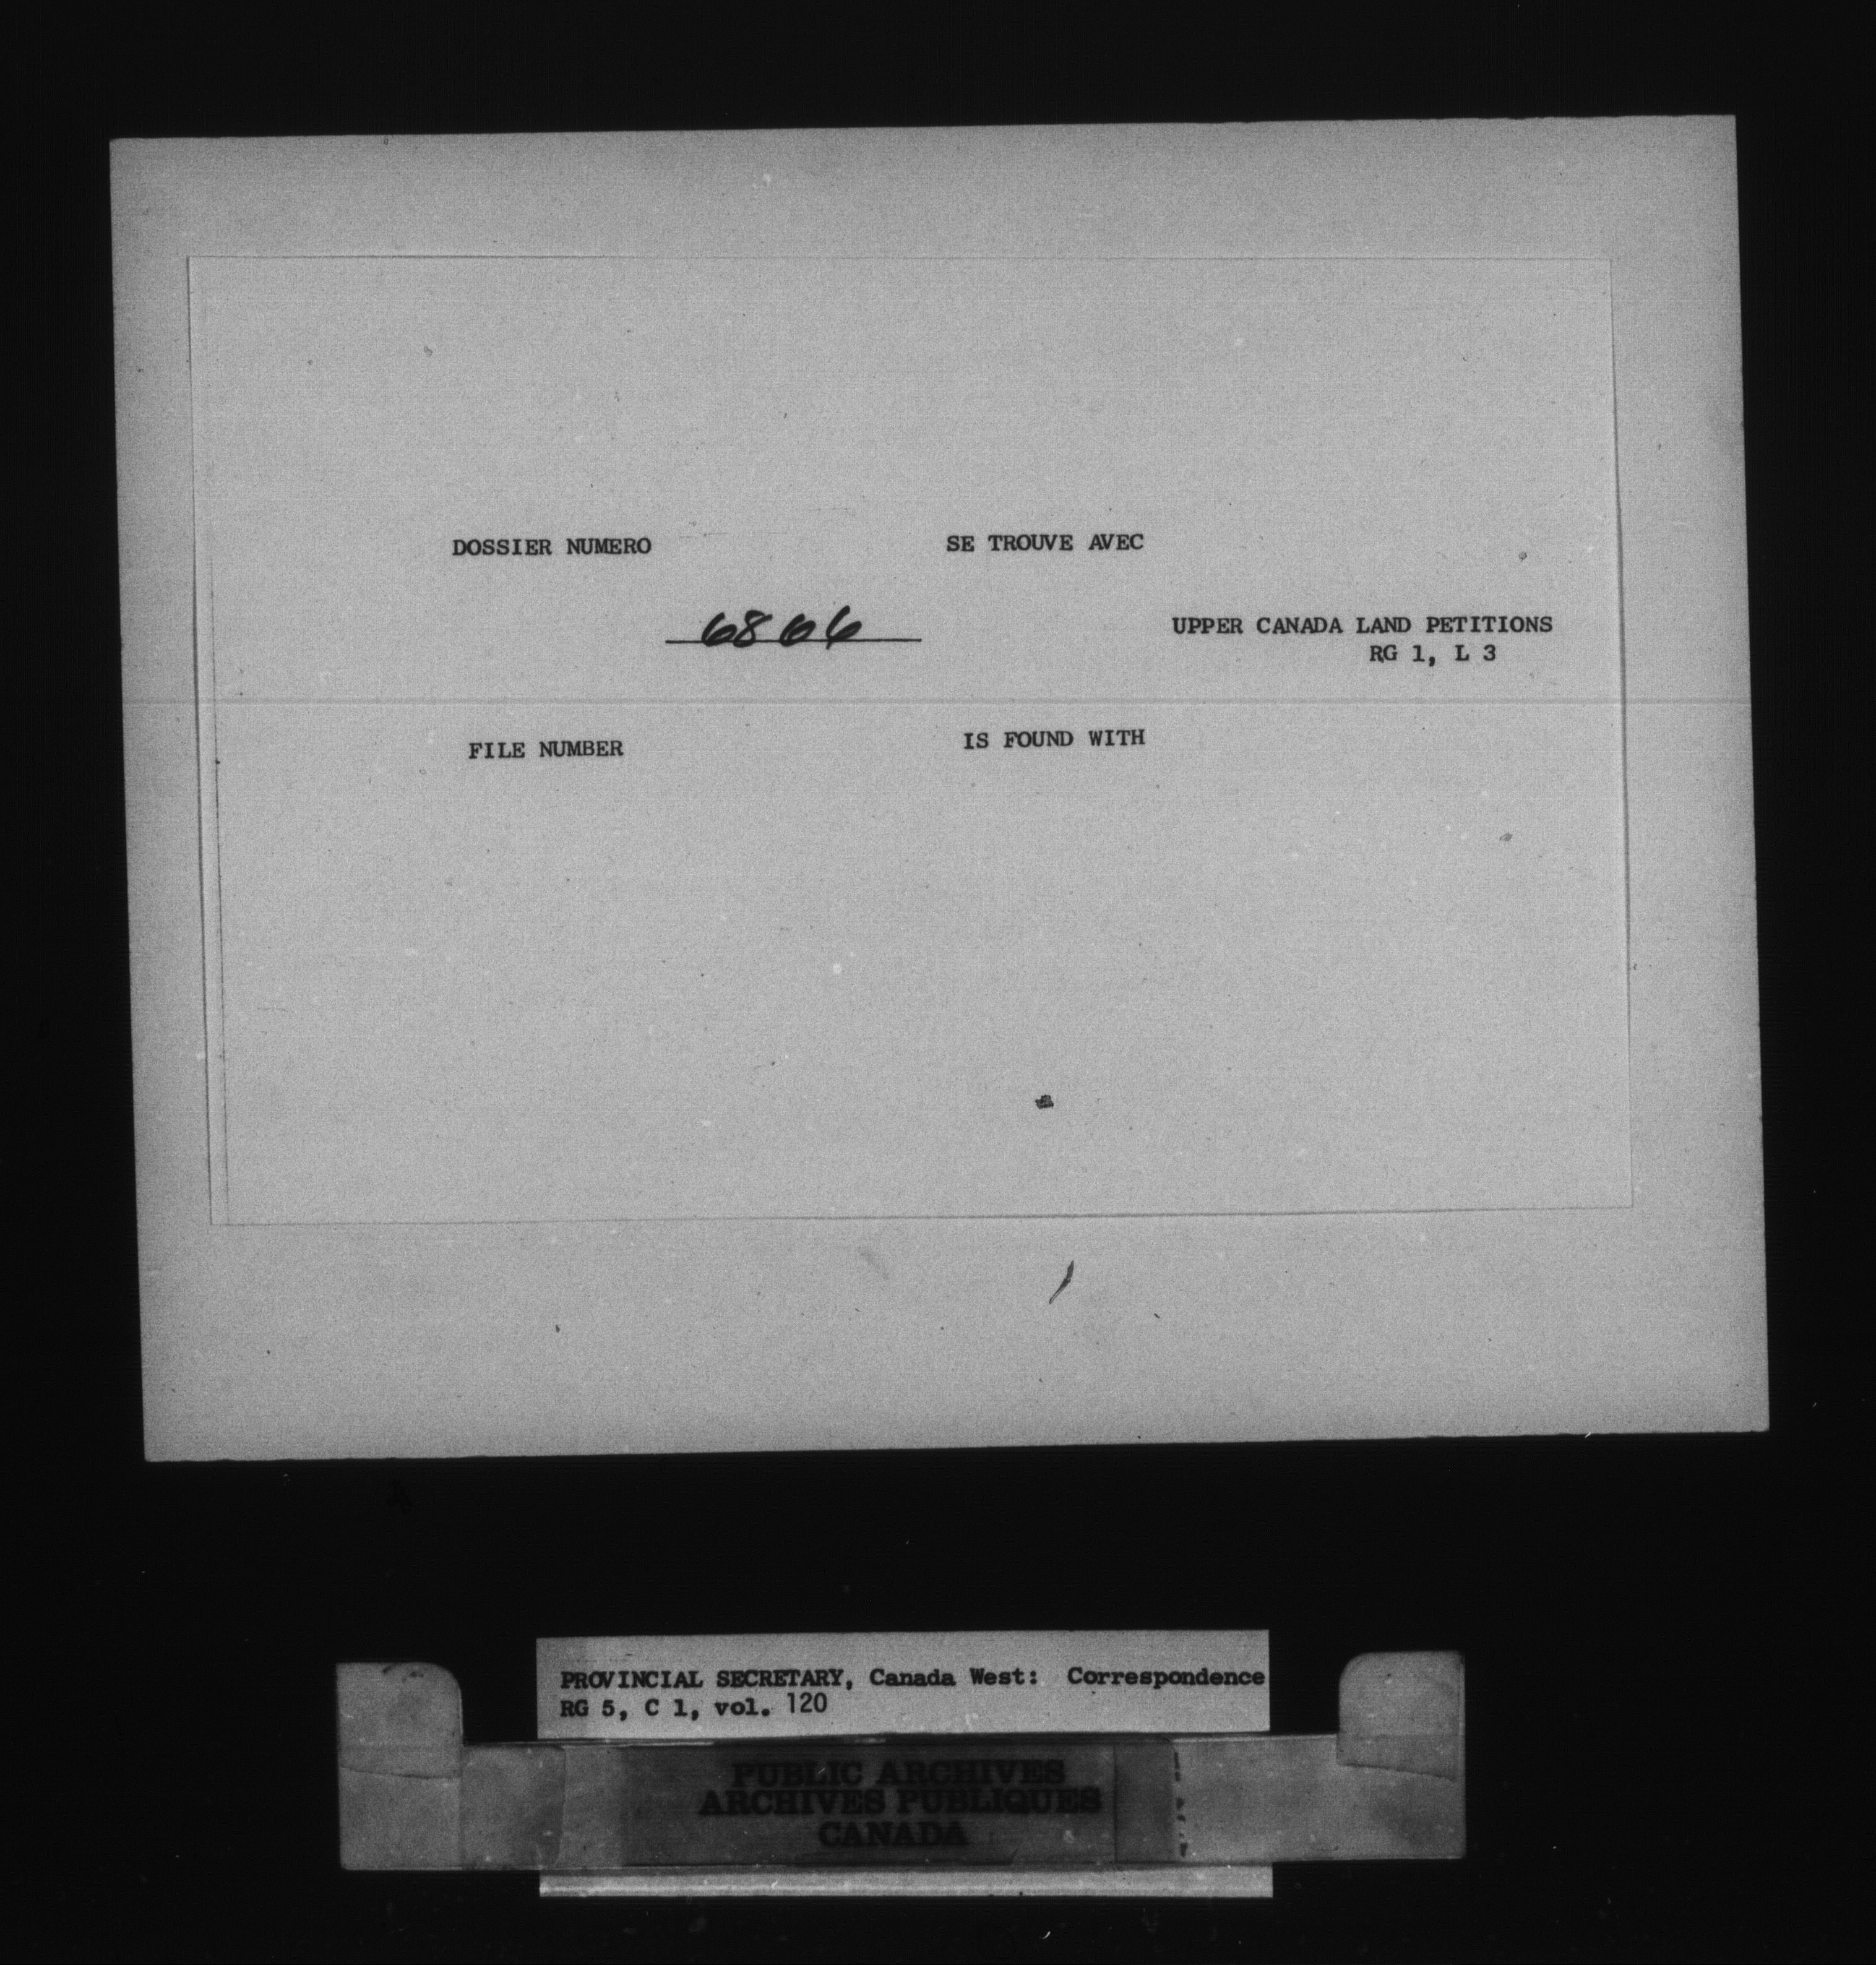 DOSSIER NUMERO SE TROUVE AVEC
6866 UPPER CANADA LAND PETITIONS
RG 1, L 3
FILE NUMBER IS FOUND WITH
PROVINCIAL SECRETARY, Canada West: Correspondence
RG 5, C 1, vol. 120
PUBLIC ARCHIVES
ARCHIVES PUBLIQUES
CANADA